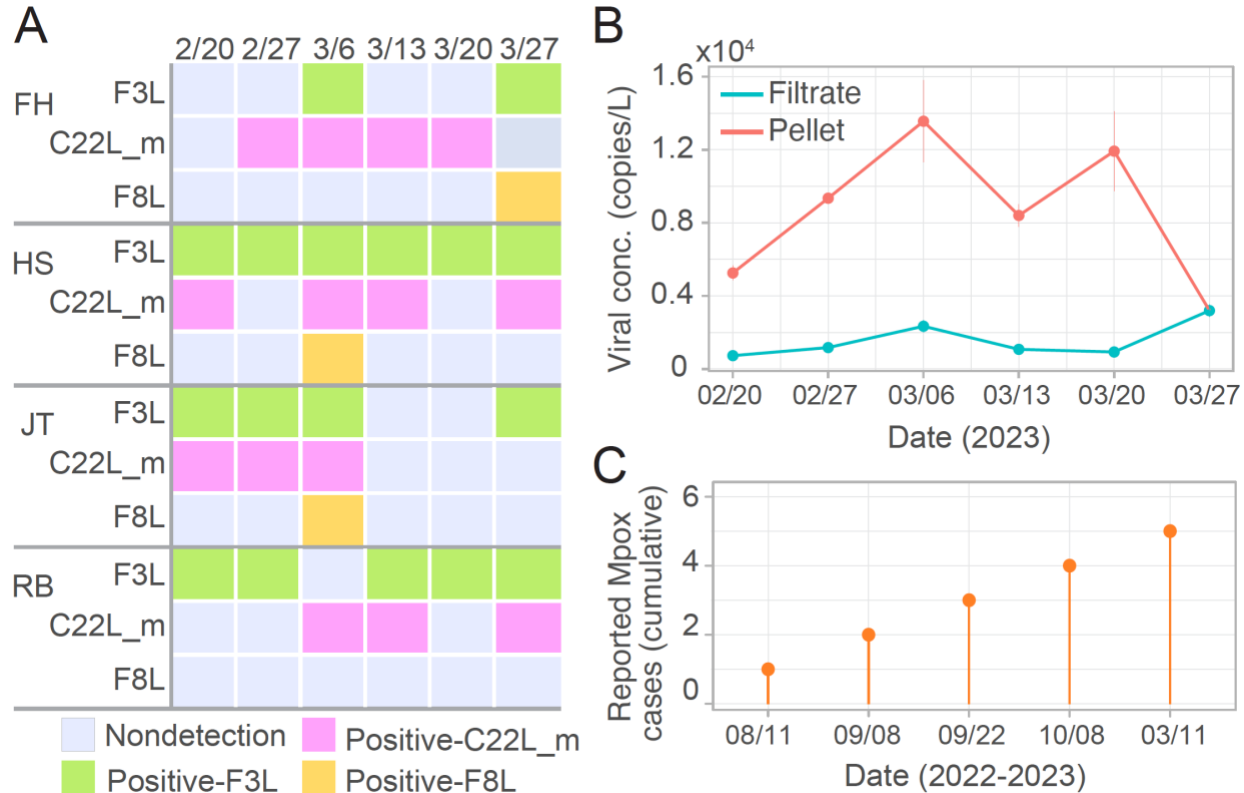 A
2/20 2/27 3/6 3/13 3/20 3/27
FH
F3L
C22L_m
F8L
HS
F3L
C22L_m
F8L
JT
F3L
C22L_m
F8L
RB
F3L
C22L_m
F8L
Nondetection
Positive-C22L_m
Positive-F3L
Positive-F8L
B
x10⁴
1.6
1.2
0.8
0.4
0
Viral conc. (copies/L)
Filtrate
Pellet
02/20 02/27 03/06 03/13 03/20 03/27
Date (2023)
C
6
4
2
0
Reported Mpox
cases (cumulative)
08/11 09/08 09/22 10/08 03/11
Date (2022-2023)